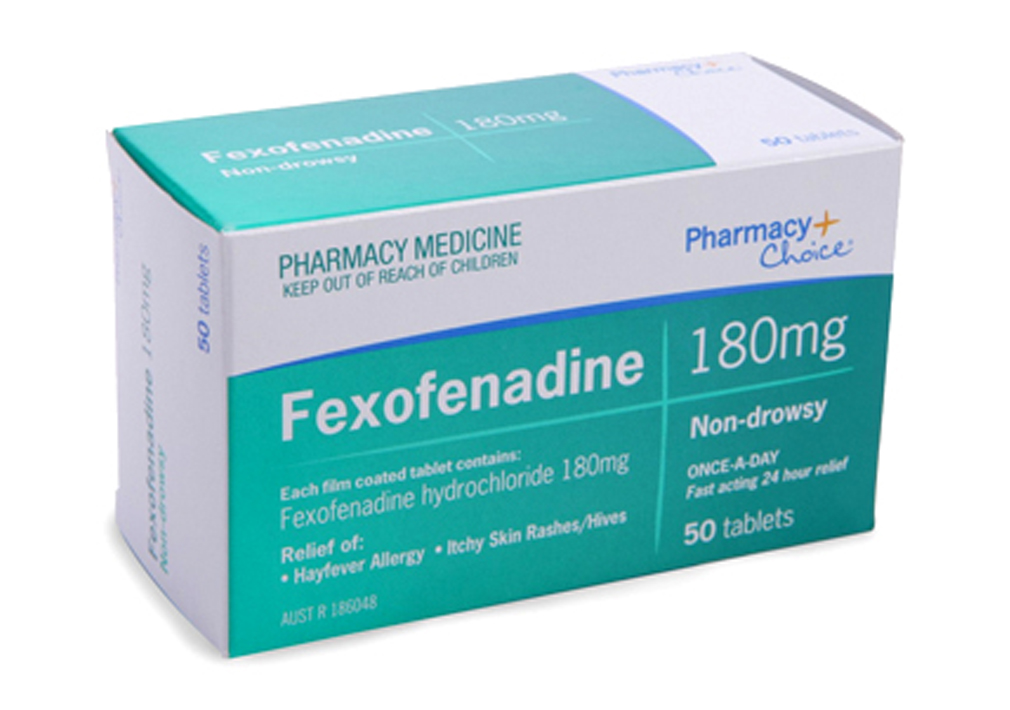 Pharmacy+
Choice
50 tablets
Fexofenadine 180mg
Non-drowsy
50 tablets
Fexofenadine 180mg
Non-drowsy
PHARMACY MEDICINE
KEEP OUT OF REACH OF CHILDREN
Pharmacy+
Choice
Fexofenadine
180mg
Each film coated tablet contains:
Fexofenadine hydrochloride 180mg
Relief of:
• Hayfever Allergy • Itchy Skin Rashes/Hives
AUST R 186048
Non-drowsy
ONCE-A-DAY
Fast acting 24 hour relief
50 tablets